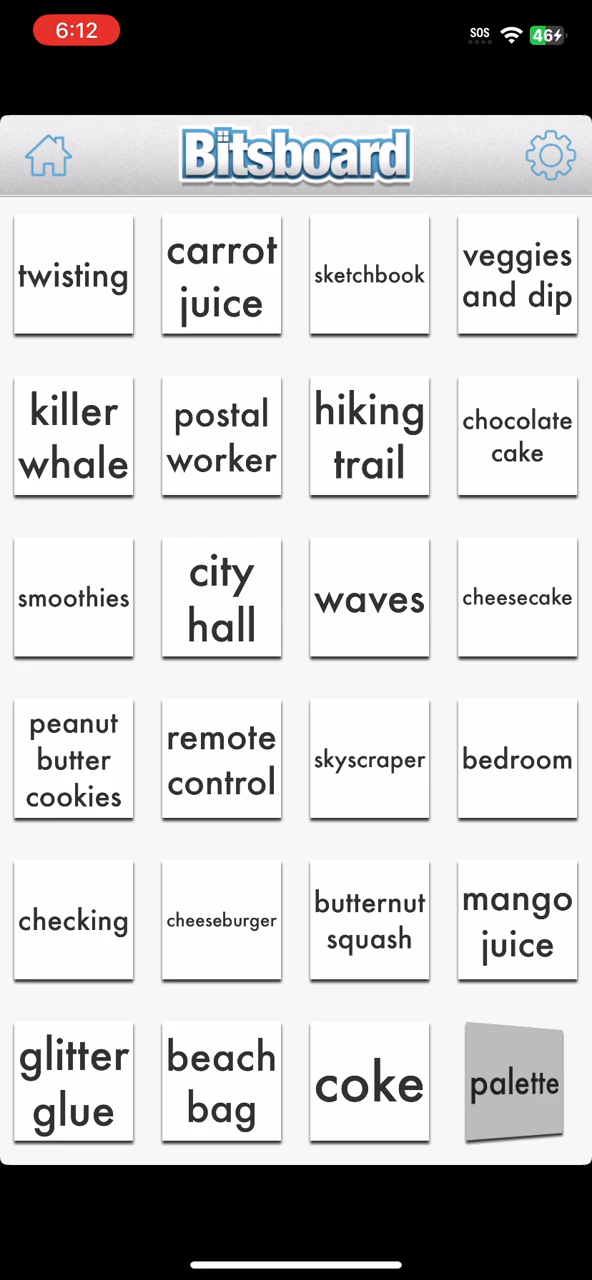 6:12
SOS
46
Bitsboard
twisting
carrot
juice
sketchbook
veggies
and dip
killer
whale
postal
worker
hiking
trail
chocolate
cake
smoothies
city
hall
waves
cheesecake
peanut
butter
cookies
remote
control
skyscraper
bedroom
checking
cheeseburger
butternut
squash
mango
juice
glitter
glue
beach
bag
coke
palette